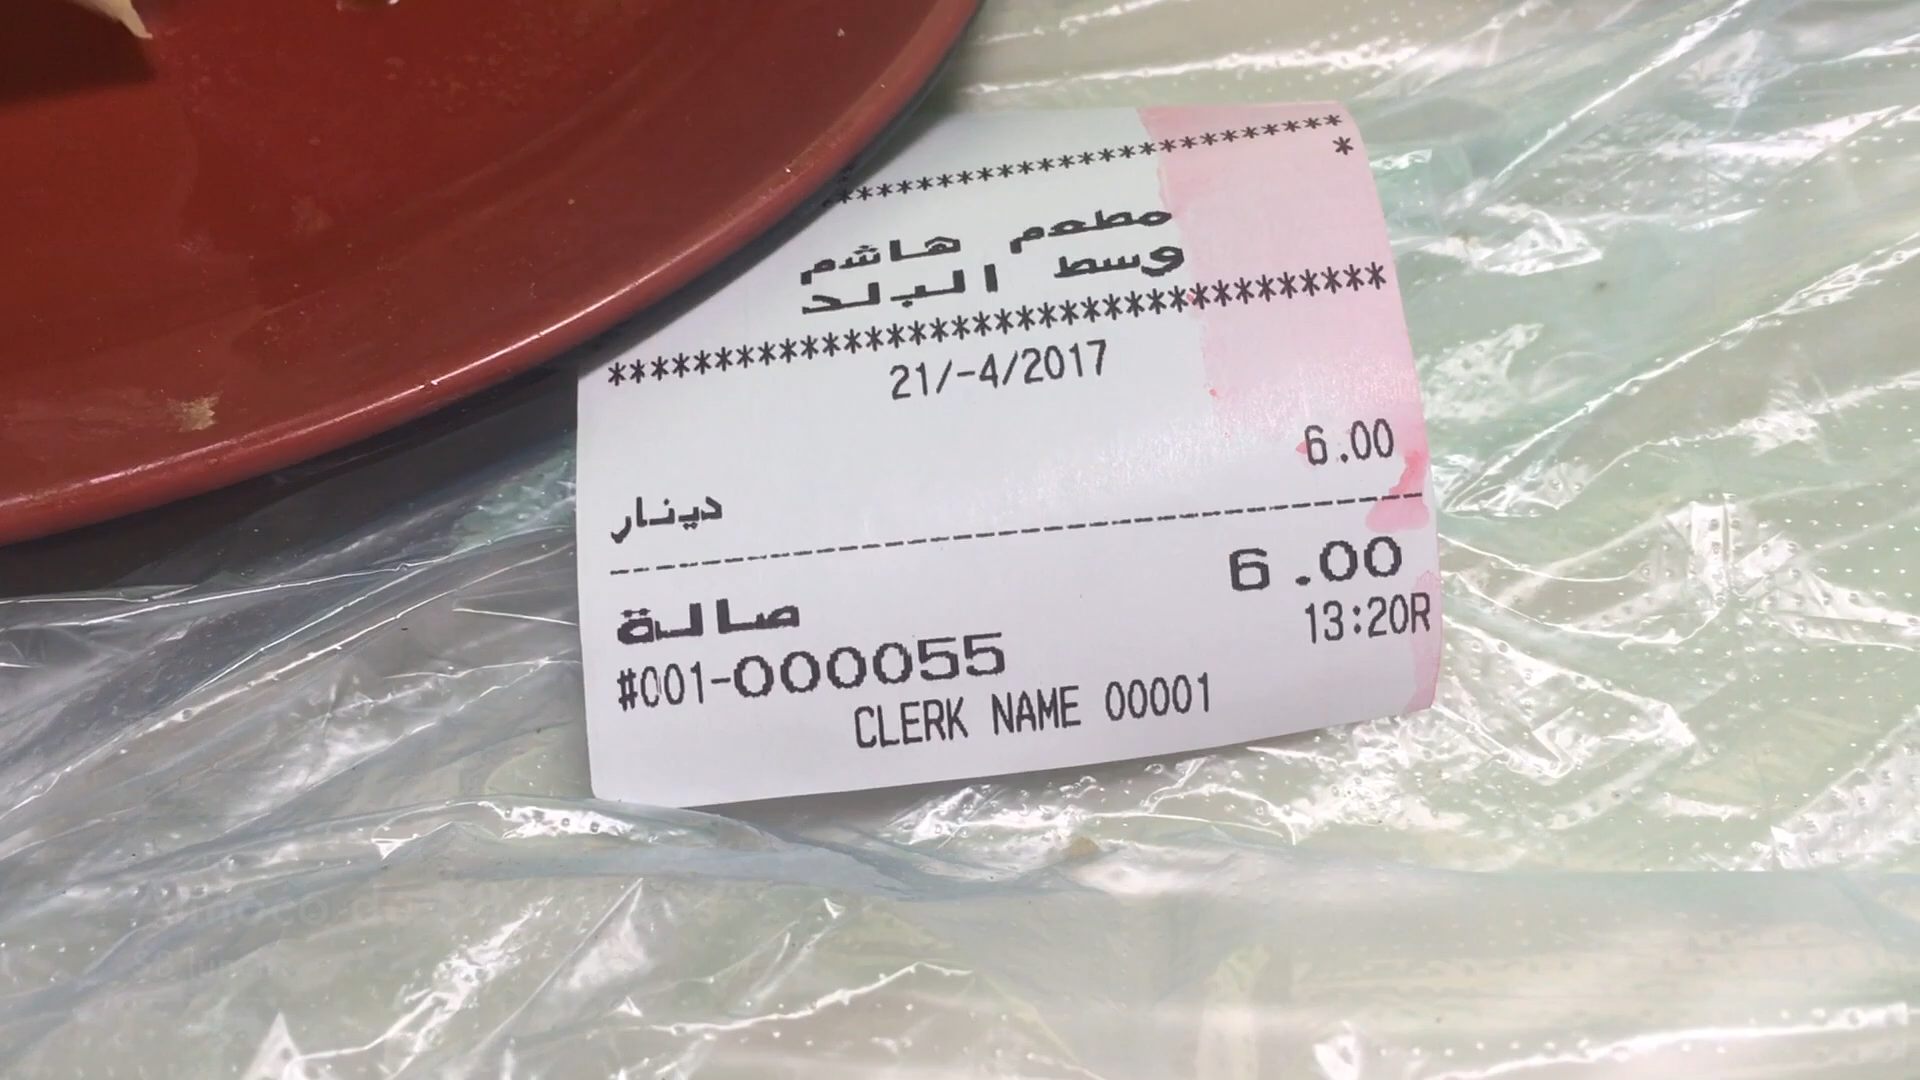 *********************
*
مطعم هاشم
وسط البلد
************************************
21/-4/2017
6.00
دينار
--------------------------------
صالة 6.00
#001-000055 13:20R
CLERK NAME 00001